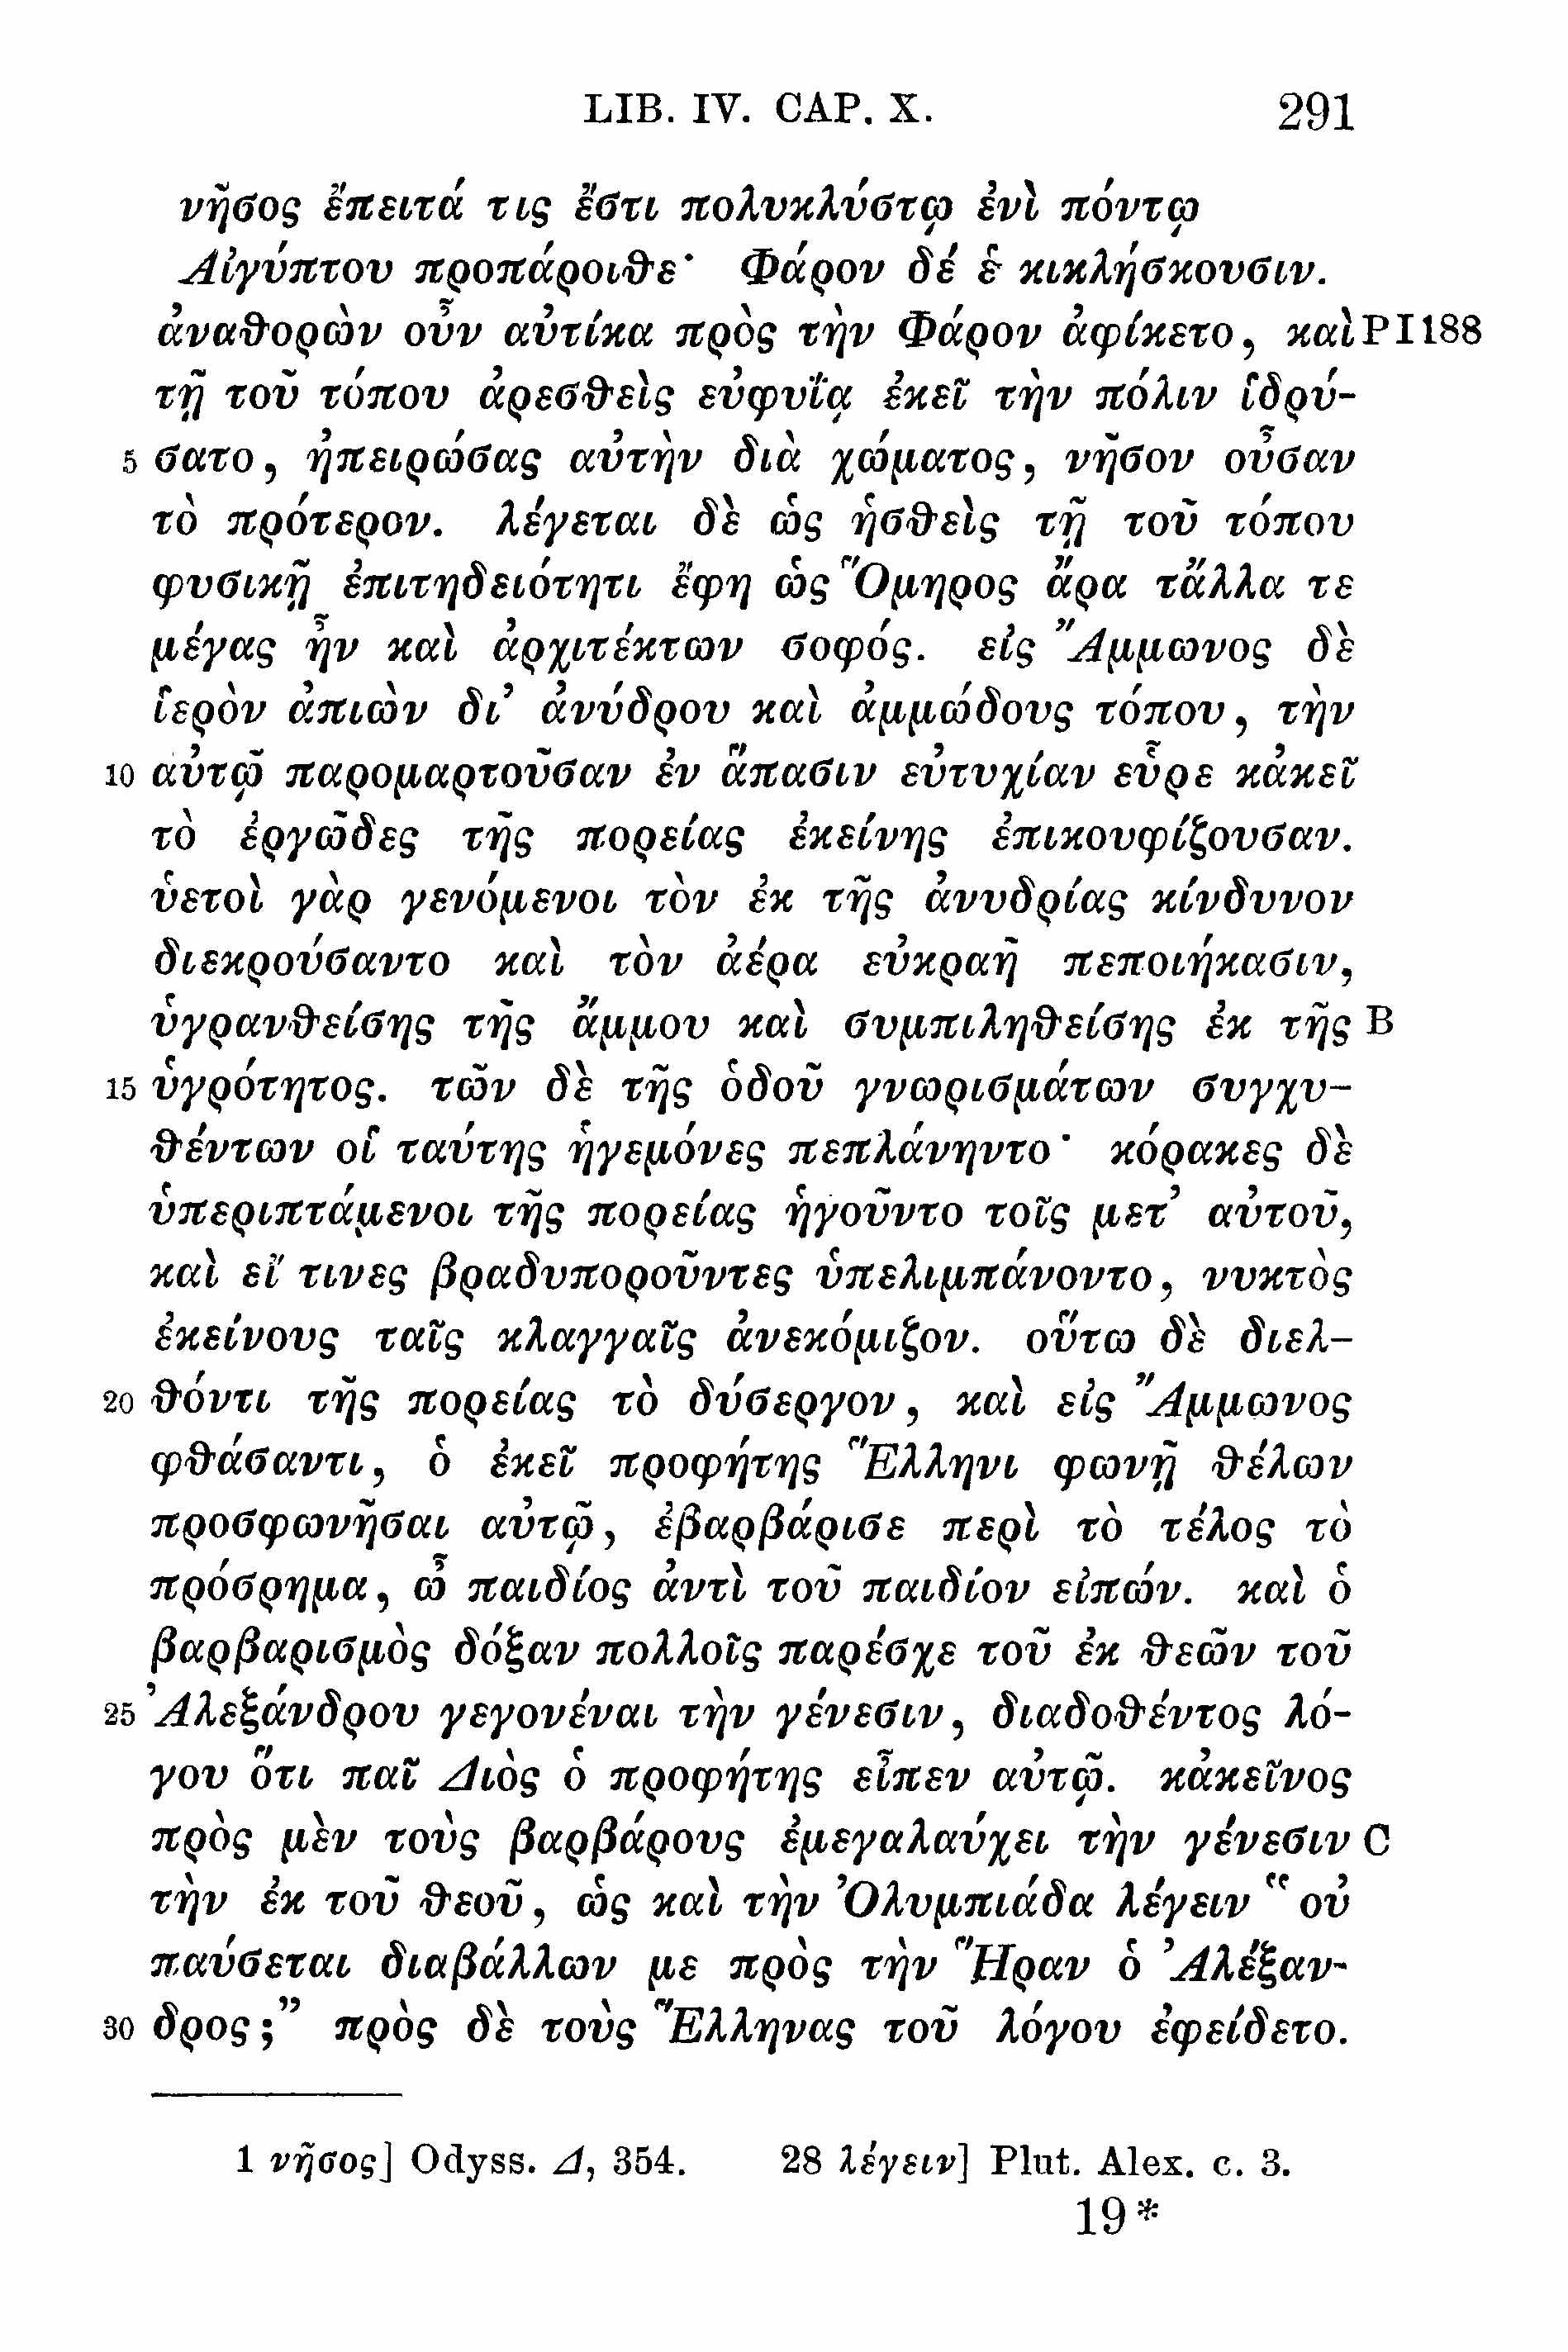 LIB. IV. CAP. X. 291
νῆσος ἔπειτά τις ἔστι πολυκλύστῳ ἐνὶ πόντῳ
Αἰγύπτου προπάροιθε· Φάρον δέ ἑ κικλήσκουσιν.
ἀναθορὼν οὖν αὐτίκα πρὸς τὴν Φάρον ἀφίκετο, καὶ PI188
τῇ τοῦ τόπου ἀρεσθεὶς εὐφυΐᾳ ἐκεῖ τὴν πόλιν ἱδρύ-
5 σατο, ἠπειρώσας αὐτὴν διὰ χώματος, νῆσον οὖσαν
τὸ πρότερον. λέγεται δὲ ὡς ἡσθεὶς τῇ τοῦ τόπου
φυσικῇ ἐπιτηδειότητι ἔφη ὡς Ὅμηρος ἄρα τἄλλα τε
μέγας ἦν καὶ ἀρχιτέκτων σοφός. εἰς Ἄμμωνος δὲ
ἱερὸν ἀπιὼν δι᾽ ἀνύδρου καὶ ἀμμώδους τόπου, τὴν
10 αὐτῷ παρομαρτοῦσαν ἐν ἅπασιν εὐτυχίαν εὗρε κἀκεῖ
τὸ ἐργῶδες τῆς πορείας ἐκείνης ἐπικουφίζουσαν.
ὑετοὶ γὰρ γενόμενοι τὸν ἐκ τῆς ἀνυδρίας κίνδυνον
διεκρούσαντο καὶ τὸν ἀέρα εὐκραῆ πεποιήκασιν,
ὑγρανθείσης τῆς ἄμμου καὶ συμπιληθείσης ἐκ τῆς B
15 ὑγρότητος. τῶν δὲ τῆς ὁδοῦ γνωρισμάτων συγχυ-
θέντων οἱ ταύτης ἡγεμόνες πεπλάνηντο· κόρακες δὲ
ὑπεριπτάμενοι τῆς πορείας ἡγοῦντο τοῖς μετ᾽ αὐτοῦ,
καὶ εἴ τινες βραδυποροῦντες ὑπελιμπάνοντο, νυκτὸς
ἐκείνους ταῖς κλαγγαῖς ἀνεκόμιζον. οὕτω δὲ διελ-
20 θόντι τῆς πορείας τὸ δύσεργον, καὶ εἰς Ἄμμωνος
φθάσαντι, ὁ ἐκεῖ προφήτης Ἕλληνι φωνῇ θέλων
προσφωνῆσαι αὐτῷ, ἐβαρβάρισε περὶ τὸ τέλος τὸ
πρόσρημα, ὦ παιδίος ἀντὶ τοῦ παιδίον εἰπών. καὶ ὁ
βαρβαρισμὸς δόξαν πολλοῖς παρέσχε τοῦ ἐκ θεῶν τοῦ
25 Ἀλεξάνδρου γεγονέναι τὴν γένεσιν, διαδοθέντος λό-
γου ὅτι παῖ Διὸς ὁ προφήτης εἶπεν αὐτῷ. κἀκεῖνος
πρὸς μὲν τοὺς βαρβάρους ἐμεγαλαύχει τὴν γένεσιν C
τὴν ἐκ τοῦ θεοῦ, ὡς καὶ τὴν Ὀλυμπιάδα λέγειν “οὐ
παύσεται διαβάλλων με πρὸς τὴν Ἥραν ὁ Ἀλέξαν-
30 δρος;” πρὸς δὲ τοὺς Ἕλληνας τοῦ λόγου ἐφείδετο.
1 νῆσος] Odyss. Δ, 354. 28 λέγειν] Plut. Alex. c. 3.
19*